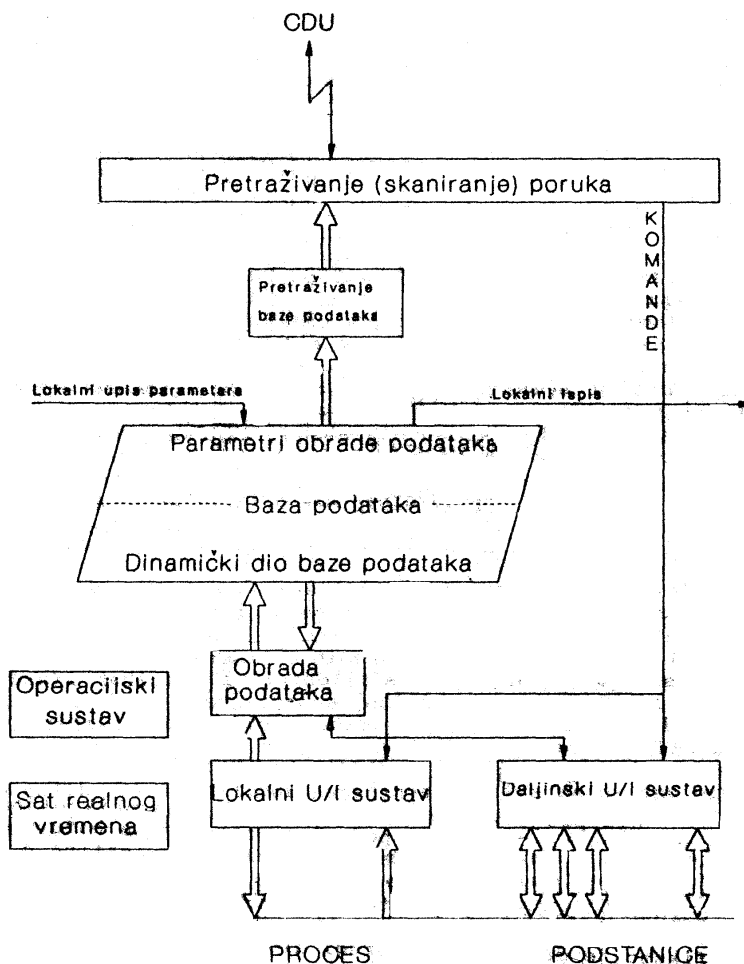 CDU
Pretraživanje (skaniranje) poruka
KOMANDE
Pretraživanje
baze podataka
Lokalni upis parametara
Lokalni ispis
Parametri obrade podataka
Baza podataka
Dinamički dio baze podataka
Obrada
podataka
Operacijski
sustav
Lokalni U/I sustav
Daljinski U/I sustav
Sat realnog
vremena
PROCES
PODSTANICE